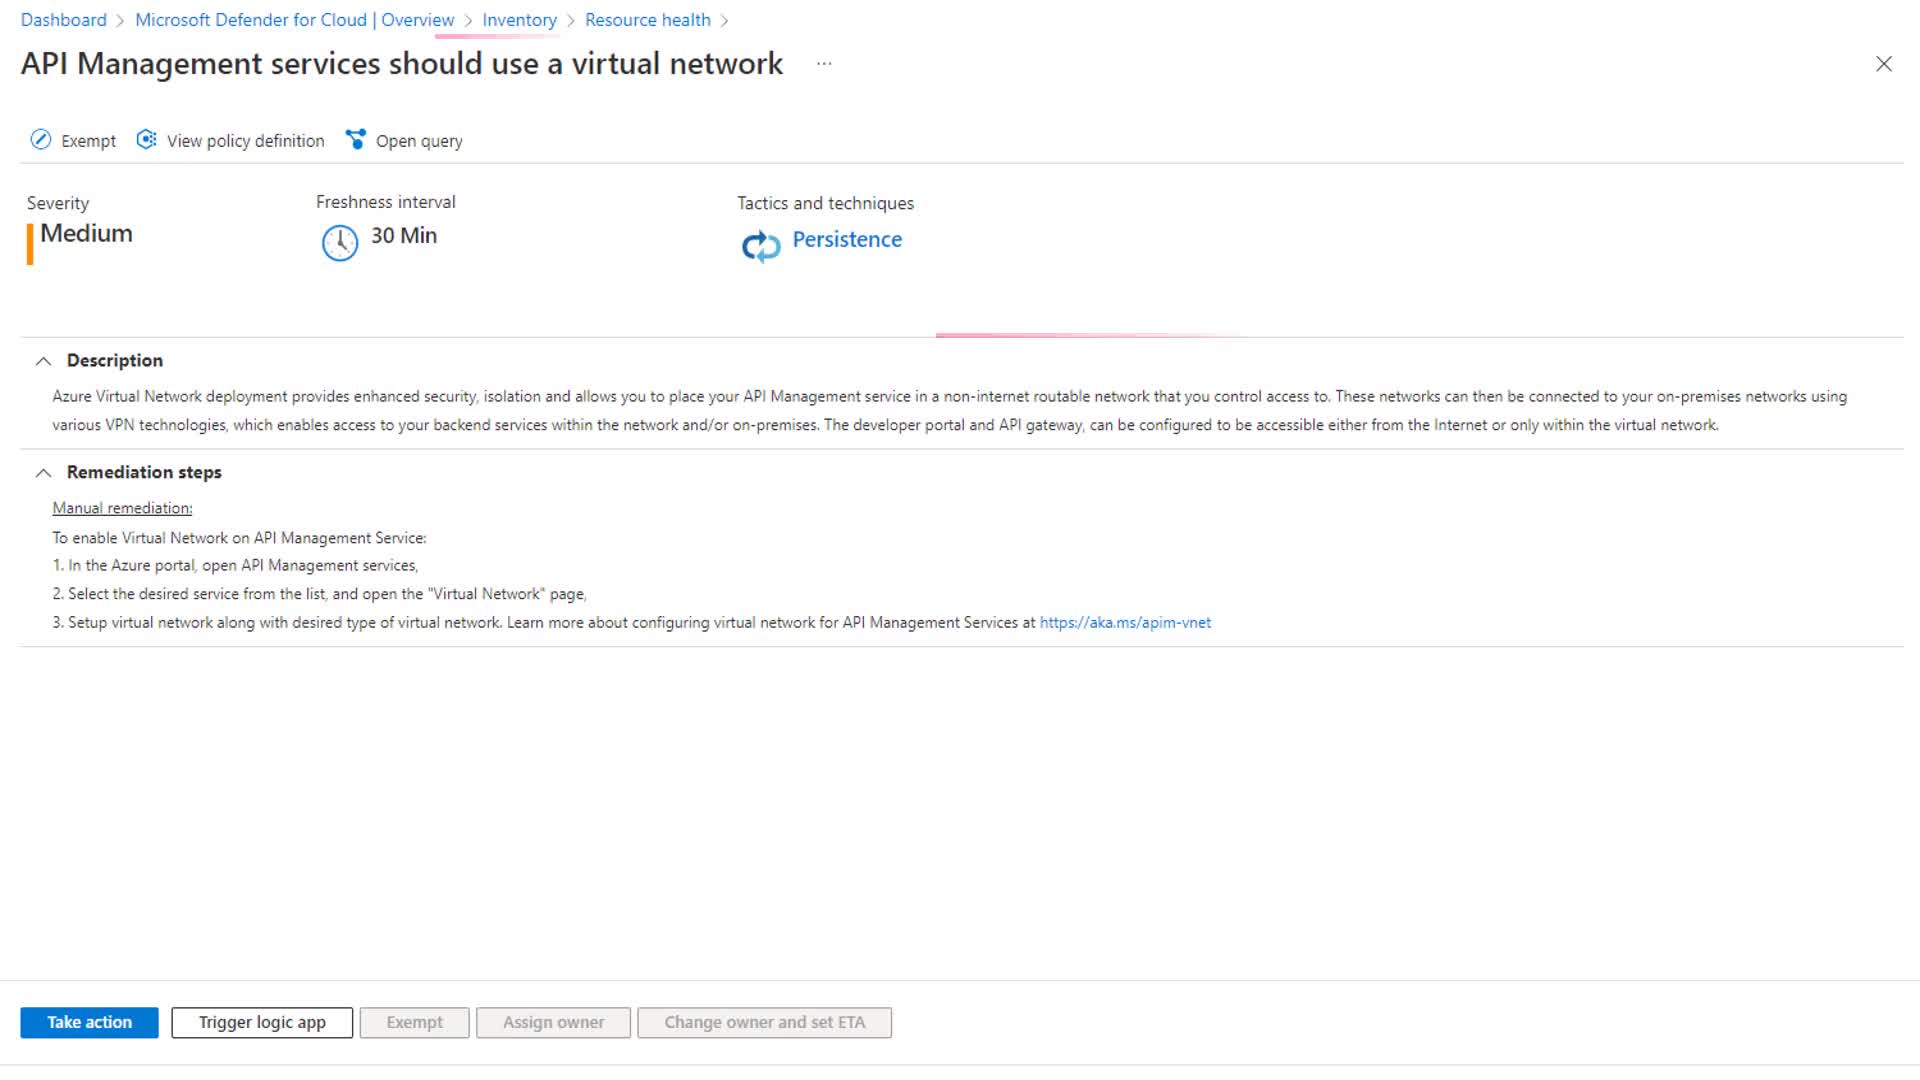 Dashboard > Microsoft Defender for Cloud | Overview > Inventory > Resource health >
API Management services should use a virtual network ...
Exempt View policy definition Open query
Severity Freshness interval Tactics and techniques
Medium 30 Min Persistence
Description
Azure Virtual Network deployment provides enhanced security, isolation and allows you to place your API Management service in a non-internet routable network that you control access to. These networks can then be connected to your on-premises networks using
various VPN technologies, which enables access to your backend services within the network and/or on-premises. The developer portal and API gateway, can be configured to be accessible either from the Internet or only within the virtual network.
Remediation steps
Manual remediation:
To enable Virtual Network on API Management Service:
1. In the Azure portal, open API Management services,
2. Select the desired service from the list, and open the "Virtual Network" page,
3. Setup virtual network along with desired type of virtual network. Learn more about configuring virtual network for API Management Services at https://aka.ms/apim-vnet
Take action Trigger logic app Exempt Assign owner Change owner and set ETA